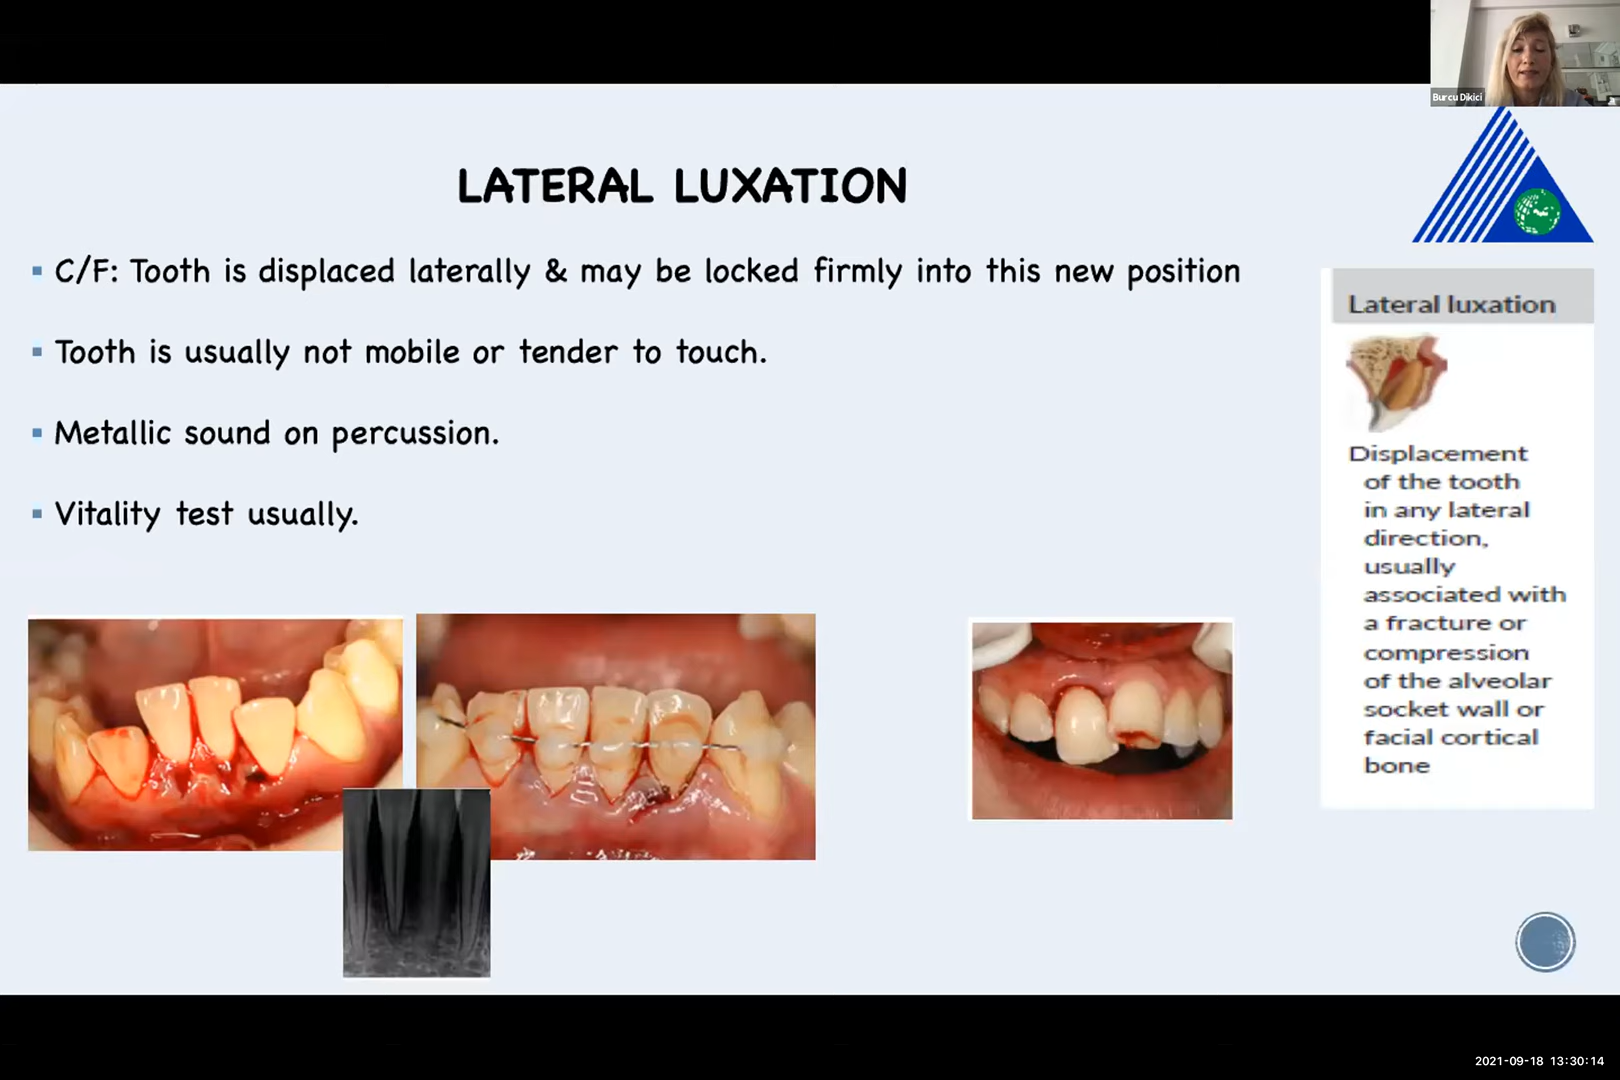 Burcu Dikici
LATERAL LUXATION
C/F: Tooth is displaced laterally & may be locked firmly into this new position
Tooth is usually not mobile or tender to touch.
Metallic sound on percussion.
Vitality test usually.
Lateral luxation
Displacement
of the tooth
in any lateral
direction,
usually
associated with
a fracture or
compression
of the alveolar
socket wall or
facial cortical
bone
2021-09-18 13:30:14